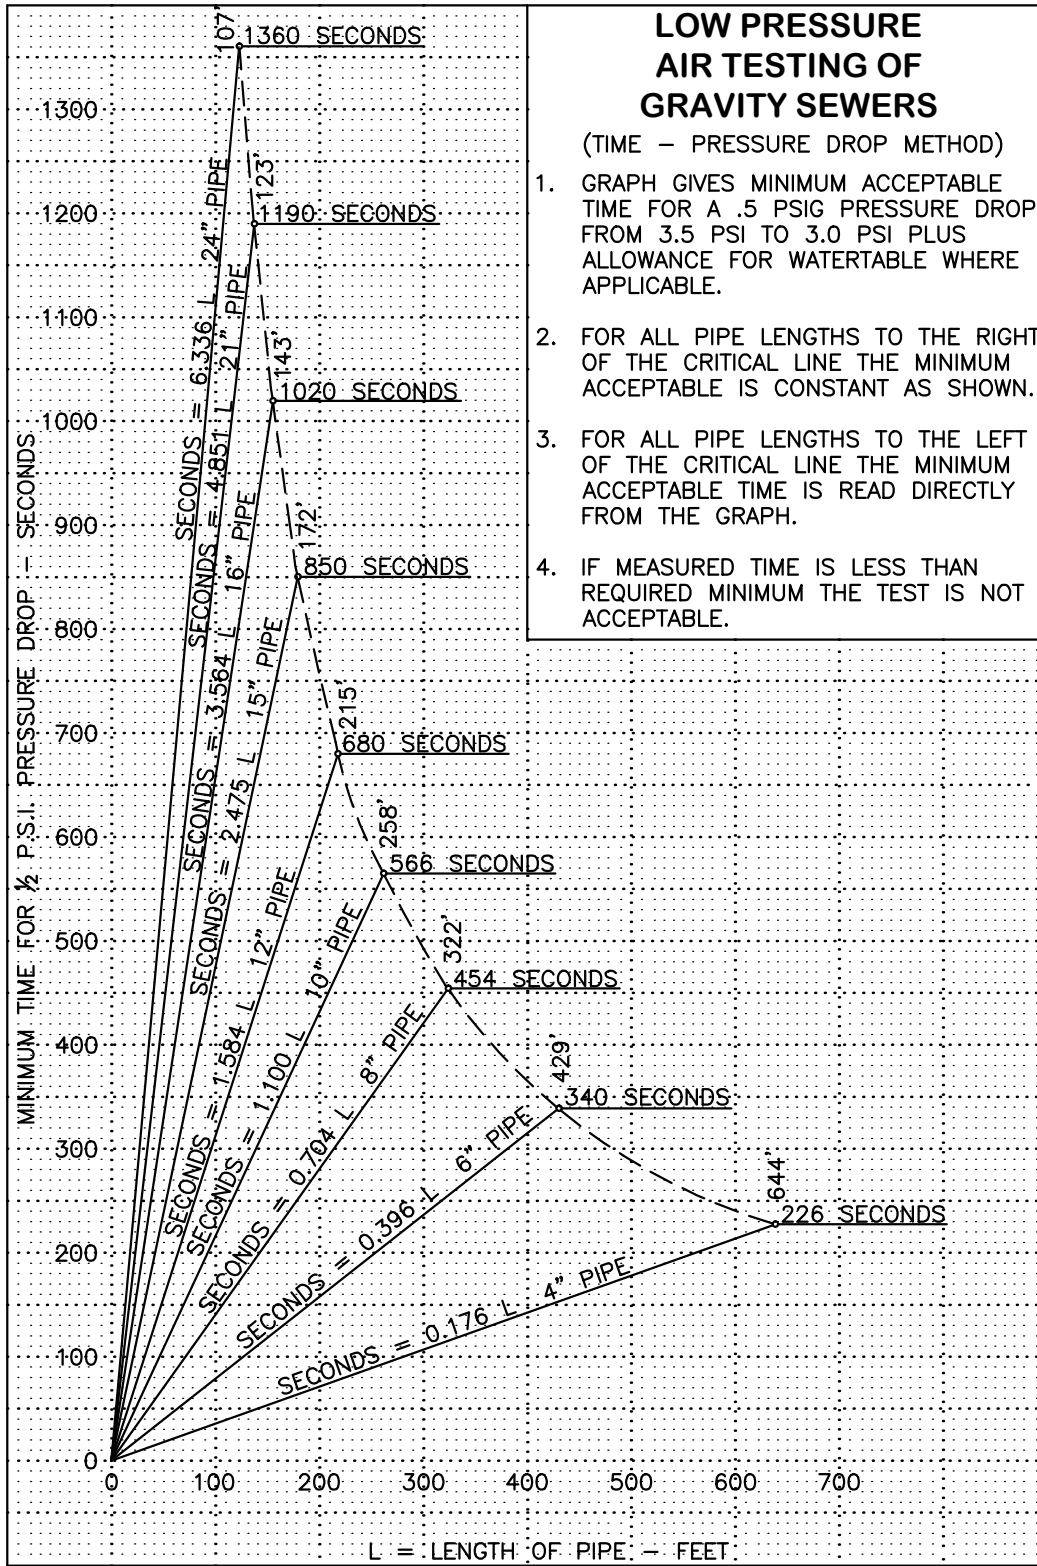 LOW PRESSURE
AIR TESTING OF
GRAVITY SEWERS
(TIME – PRESSURE DROP METHOD)
1. GRAPH GIVES MINIMUM ACCEPTABLE
TIME FOR A .5 PSIG PRESSURE DROP
FROM 3.5 PSI TO 3.0 PSI PLUS
ALLOWANCE FOR WATERTABLE WHERE
APPLICABLE.
2. FOR ALL PIPE LENGTHS TO THE RIGHT
OF THE CRITICAL LINE THE MINIMUM
ACCEPTABLE IS CONSTANT AS SHOWN.
3. FOR ALL PIPE LENGTHS TO THE LEFT
OF THE CRITICAL LINE THE MINIMUM
ACCEPTABLE TIME IS READ DIRECTLY
FROM THE GRAPH.
4. IF MEASURED TIME IS LESS THAN
REQUIRED MINIMUM THE TEST IS NOT
ACCEPTABLE.
MINIMUM TIME FOR ½ P.S.I. PRESSURE DROP – SECONDS
1300
1200
1100
1000
900
800
700
600
500
400
300
200
100
0
107'
1360 SECONDS
123'
1190 SECONDS
143'
1020 SECONDS
172'
850 SECONDS
215'
680 SECONDS
258'
566 SECONDS
322'
454 SECONDS
429'
340 SECONDS
644'
226 SECONDS
SECONDS = 6.336 L 24" PIPE
SECONDS = 4.851 L 21" PIPE
SECONDS = 3.564 L 16" PIPE
SECONDS = 2.475 L 15" PIPE
SECONDS = 1.584 L 12" PIPE
SECONDS = 1.100 L 10" PIPE
SECONDS = 0.704 L 8" PIPE
SECONDS = 0.396 L 6" PIPE
SECONDS = 0.176 L 4" PIPE
0 100 200 300 400 500 600 700
L = LENGTH OF PIPE – FEET